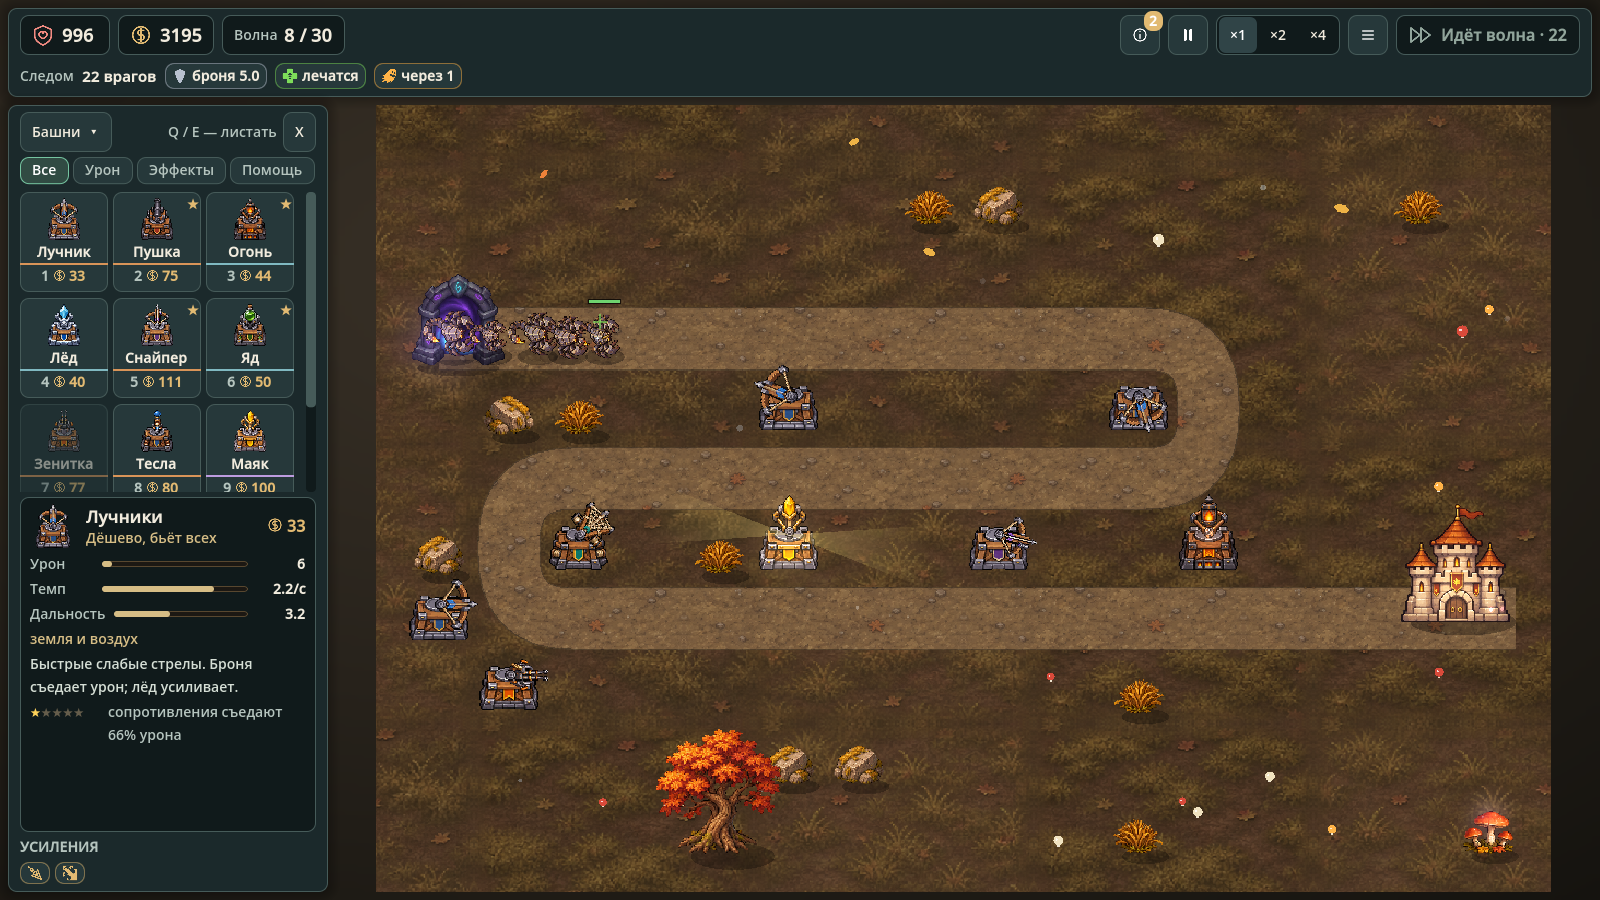 996
3195
Волна 8 / 30
2
×1
×2
×4
Идёт волна · 22
Следом 22 врагов
броня 5.0
лечатся
через 1
Башни
Q / E — листать
X
Все
Урон
Эффекты
Помощь
Лучник
1 33
Пушка
2 75
Огонь
3 44
Лёд
4 40
Снайпер
5 111
Яд
6 50
Зенитка
7 77
Тесла
8 80
Маяк
9 100
Лучники
33
Дёшево, бьёт всех
Урон 6
Темп 2.2/с
Дальность 3.2
земля и воздух
Быстрые слабые стрелы. Броня
съедает урон; лёд усиливает.
сопротивления съедают
66% урона
УСИЛЕНИЯ